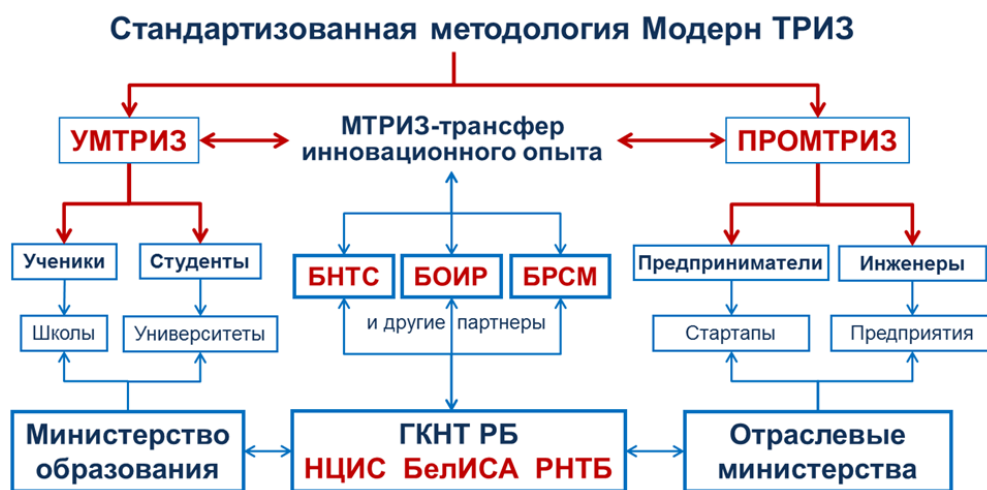 Стандартизованная методология Модерн ТРИЗ
УМТРИЗ
МТРИЗ-трансфер
инновационного опыта
ПРОМТРИЗ
Ученики
Студенты
БНТС
БОИР
БРСМ
Предприниматели
Инженеры
Школы
Университеты
и другие партнеры
Стартапы
Предприятия
Министерство
образования
ГКНТ РБ
НЦИС БелИСА РНТБ
Отраслевые
министерства